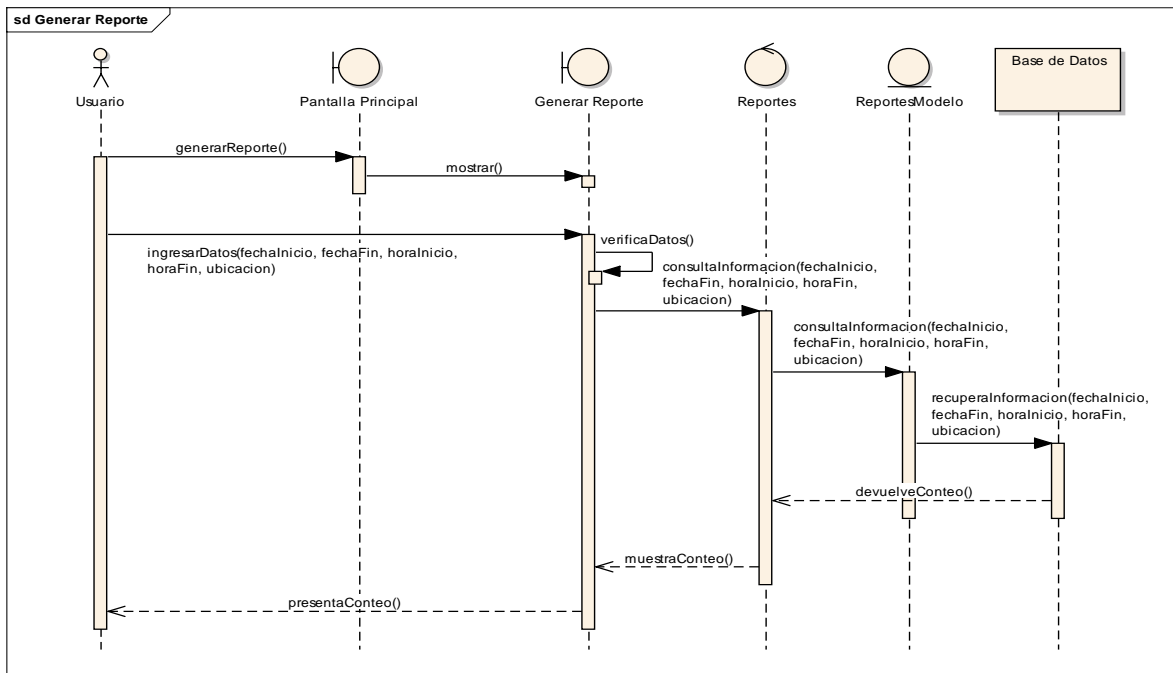 sd Generar Reporte
Usuario
Pantalla Principal
Generar Reporte
Reportes
ReportesModelo
Base de Datos
generarReporte()
mostrar()
ingresarDatos(fechaInicio, fechaFin, horaInicio,
horaFin, ubicacion)
verificaDatos()
consultaInformacion(fechaInicio,
fechaFin, horaInicio, horaFin,
ubicacion)
consultaInformacion(fechaInicio,
fechaFin, horaInicio, horaFin,
ubicacion)
recuperaInformacion(fechaInicio,
fechaFin, horaInicio, horaFin,
ubicacion)
devuelveConteo()
muestraConteo()
presentaConteo()